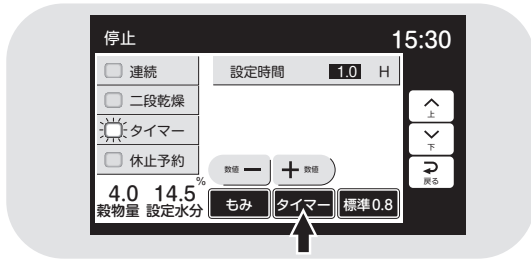 停止 15:30
連続 設定時間 1.0 H
二段乾燥
上
タイマー
下
休止予約
数値 － ＋ 数値
戻る
4.0 14.5%
穀物量 設定水分 もみ タイマー 標準0.8